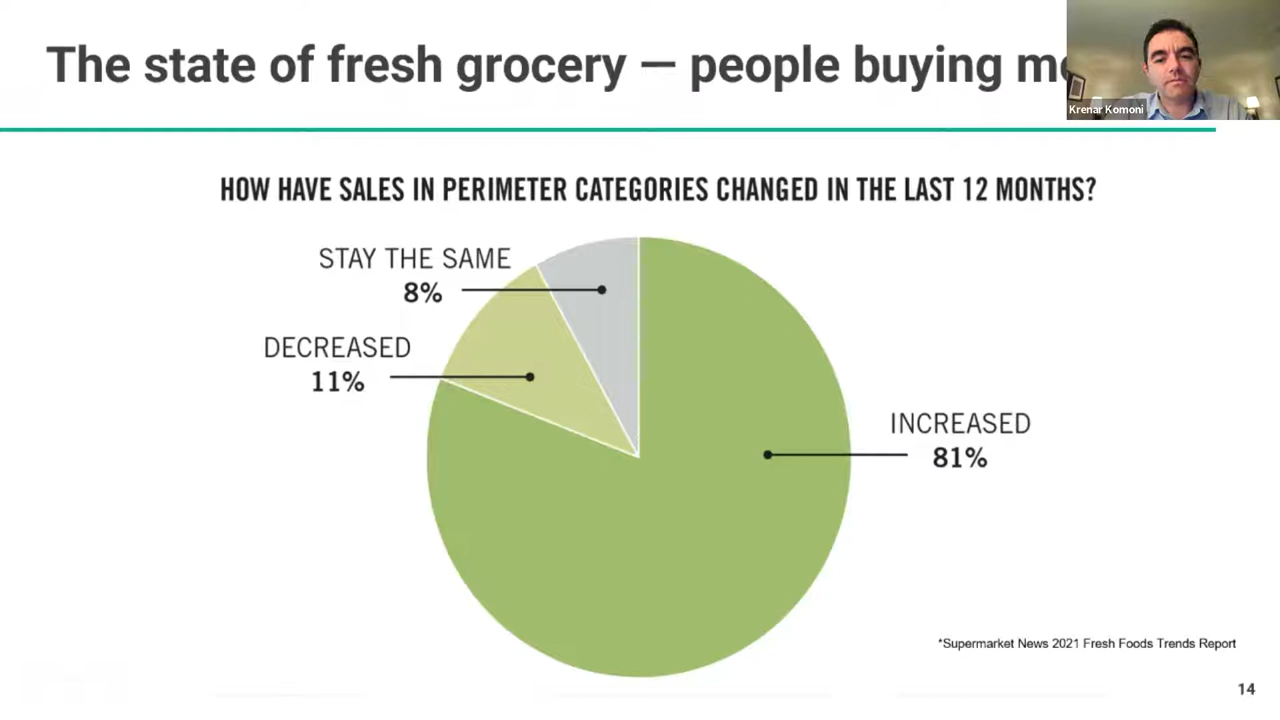 The state of fresh grocery — people buying
Krenar Komoni
HOW HAVE SALES IN PERIMETER CATEGORIES CHANGED IN THE LAST 12 MONTHS?
STAY THE SAME
8%
DECREASED
11%
INCREASED
81%
*Supermarket News 2021 Fresh Foods Trends Report
14